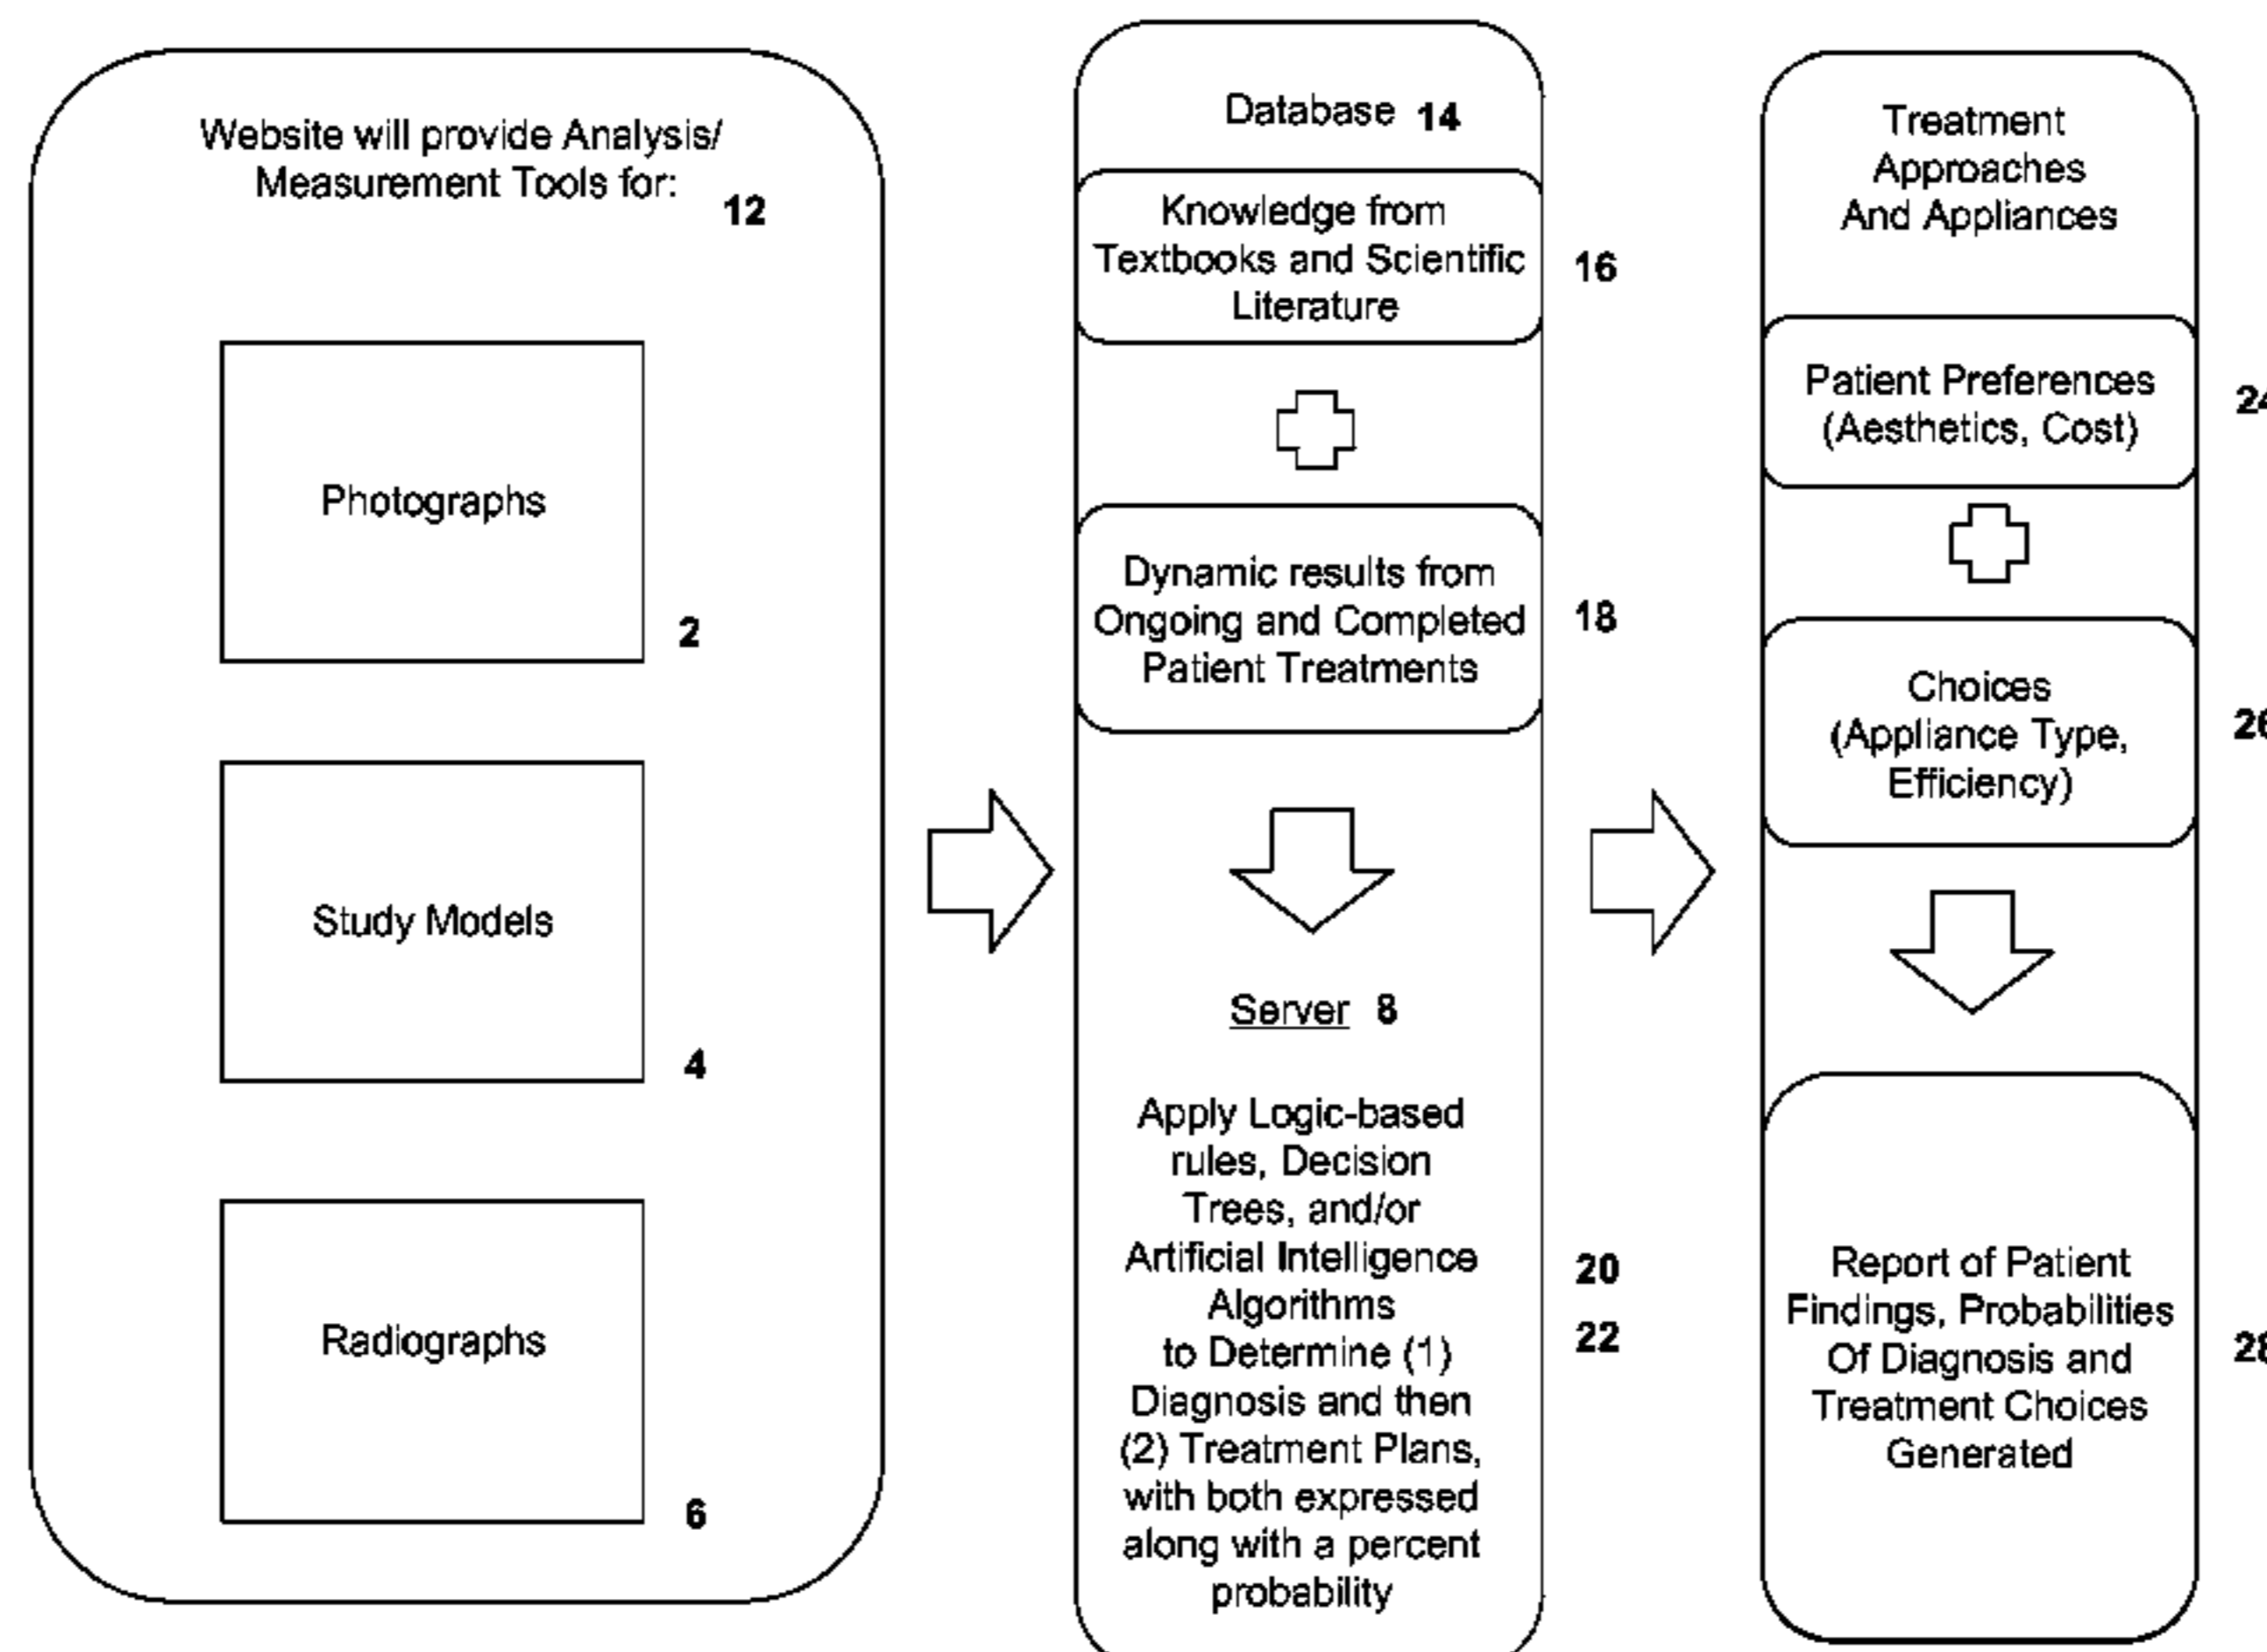 Website will provide Analysis/
Measurement Tools for:
12
Photographs
2
Study Models
4
Radiographs
6
Database 14
Knowledge from
Textbooks and Scientific
Literature
16
Dynamic results from
Ongoing and Completed
Patient Treatments
18
Server 8
Apply Logic-based
rules, Decision
Trees, and/or
Artificial Intelligence
Algorithms
to Determine (1)
Diagnosis and then
(2) Treatment Plans,
with both expressed
along with a percent
probability
20
22
Treatment
Approaches
And Appliances
Patient Preferences
(Aesthetics, Cost)
24
Choices
(Appliance Type,
Efficiency)
26
Report of Patient
Findings, Probabilities
Of Diagnosis and
Treatment Choices
Generated
28